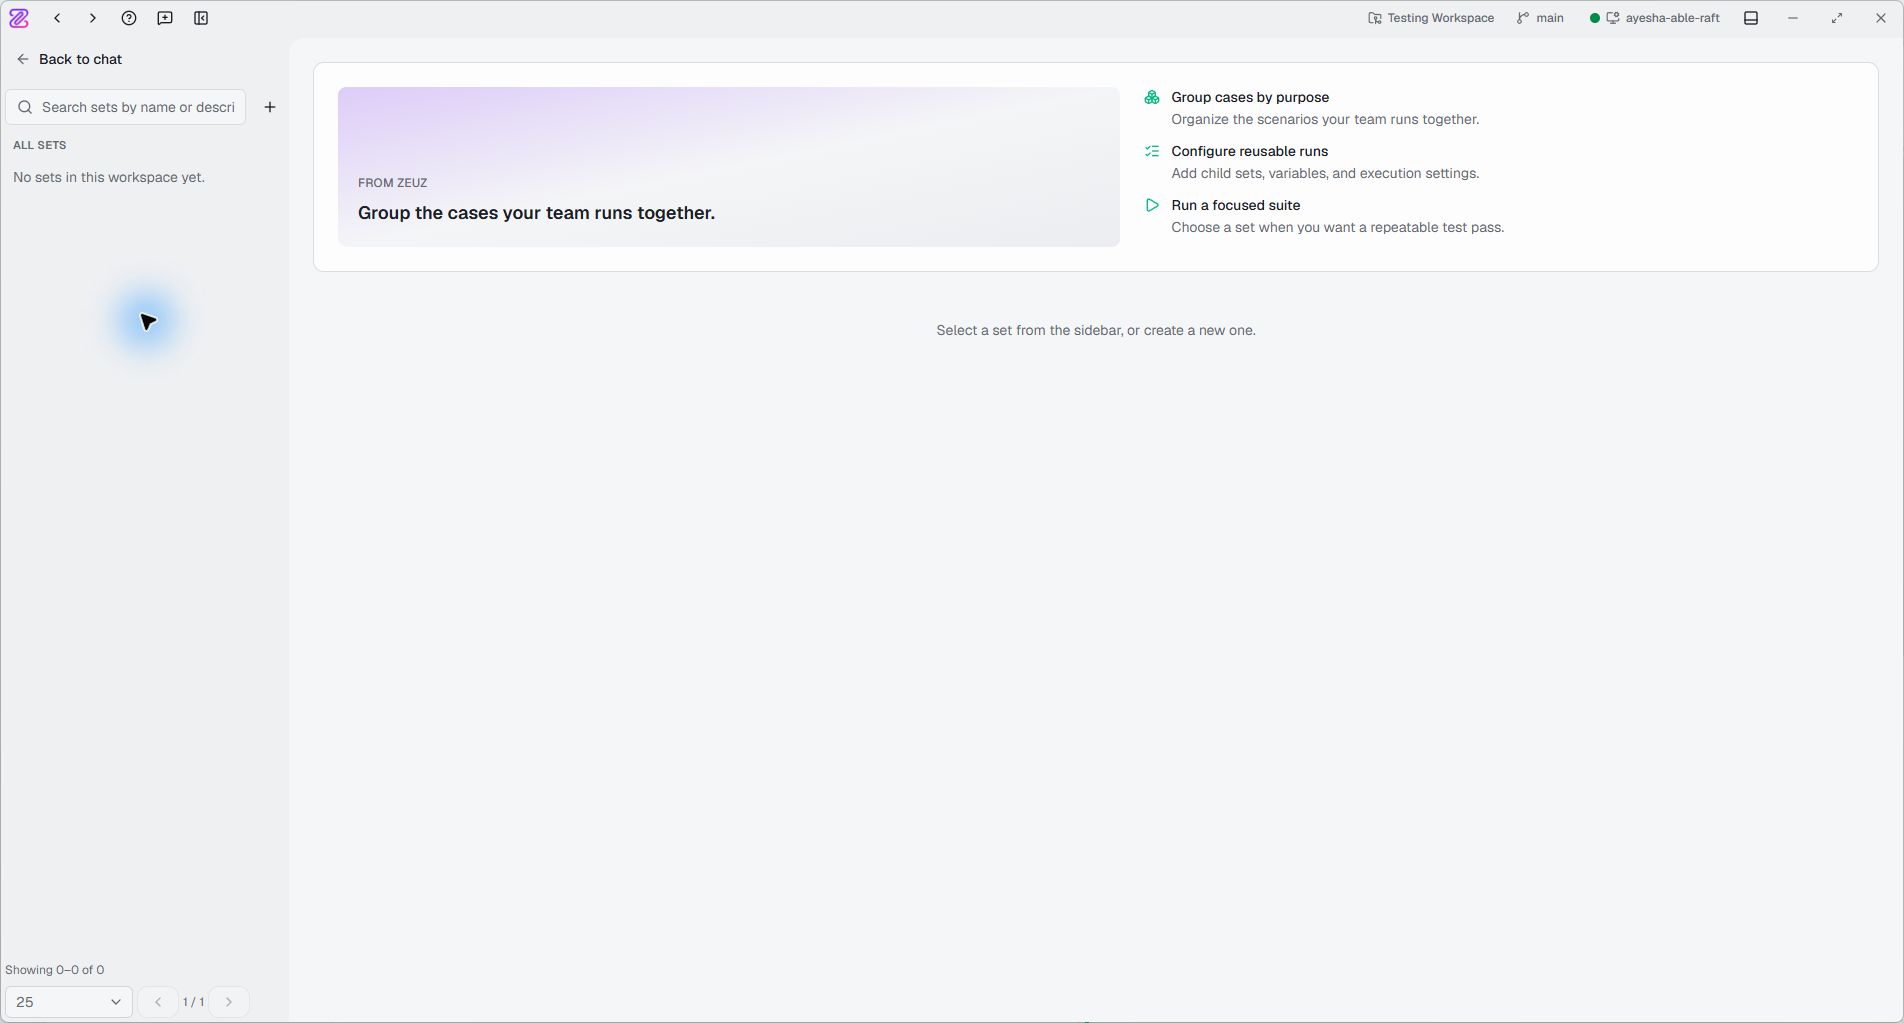 Testing Workspace
main
ayesha-able-raft
Back to chat
Search sets by name or descri
ALL SETS
No sets in this workspace yet.
FROM ZEUZ
Group the cases your team runs together.
Group cases by purpose
Organize the scenarios your team runs together.
Configure reusable runs
Add child sets, variables, and execution settings.
Run a focused suite
Choose a set when you want a repeatable test pass.
Select a set from the sidebar, or create a new one.
Showing 0–0 of 0
25
1 / 1